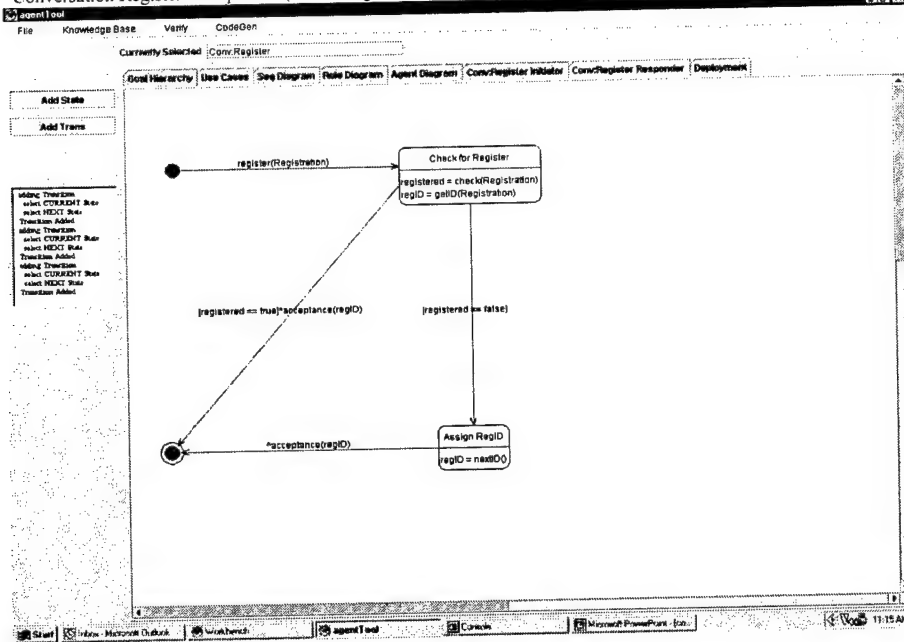 Conversation Register
agentTool
File Knowledge Base Verify CodeGen
Currently Selected Conv:Register
Goal Hierarchy Use Cases Seq Diagram Role Diagram Agent Diagram Conv:Register Initiator Conv:Register Responder Deployment
Add State
Add Trans
adding Transition
select CURRENT State
select NEXT State
Transition Added
adding Transition
select CURRENT State
select NEXT State
Transition Added
adding Transition
select CURRENT State
select NEXT State
Transition Added
register(Registration)
Check for Register
registered = check(Registration)
regID = getID(Registration)
[registered == true]^acceptance(regID)
[registered == false]
Assign RegID
regID = nextID()
^acceptance(regID)
Start Inbox - Microsoft Outlook Workbench agentTool Console Microsoft PowerPoint - [co... 11:15 AM